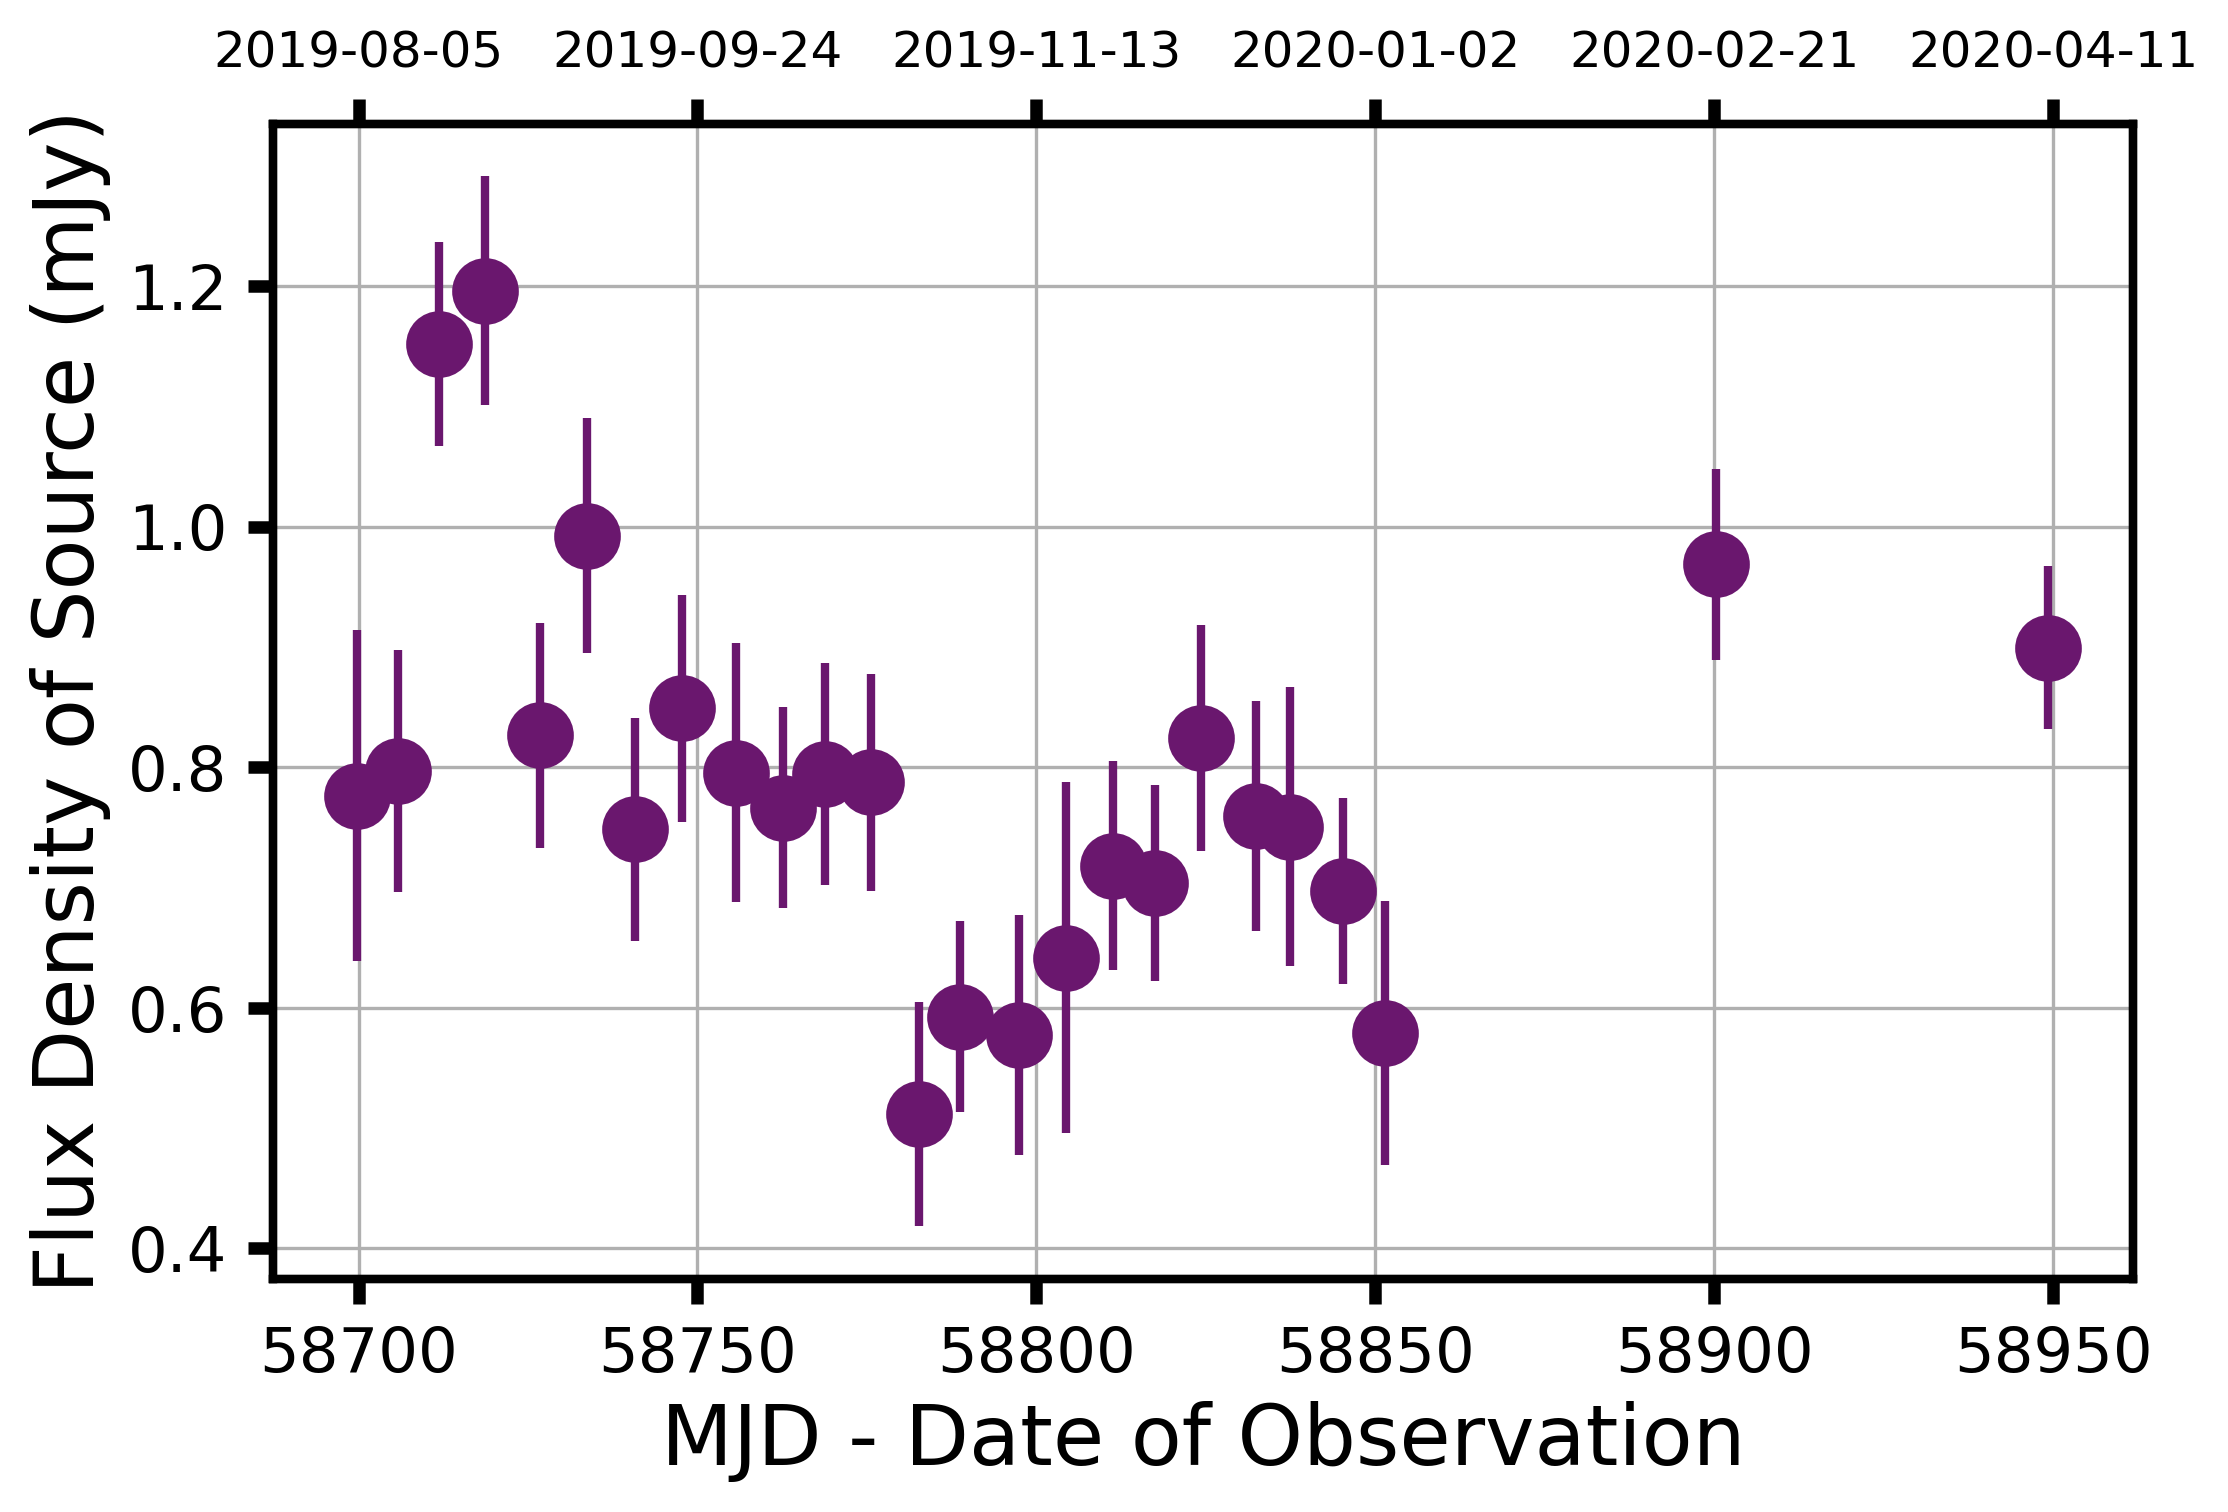 2019-08-05 2019-09-24 2019-11-13 2020-01-02 2020-02-21 2020-04-11
Flux Density of Source (mJy)
1.2
1.0
0.8
0.6
0.4
58700 58750 58800 58850 58900 58950
MJD - Date of Observation